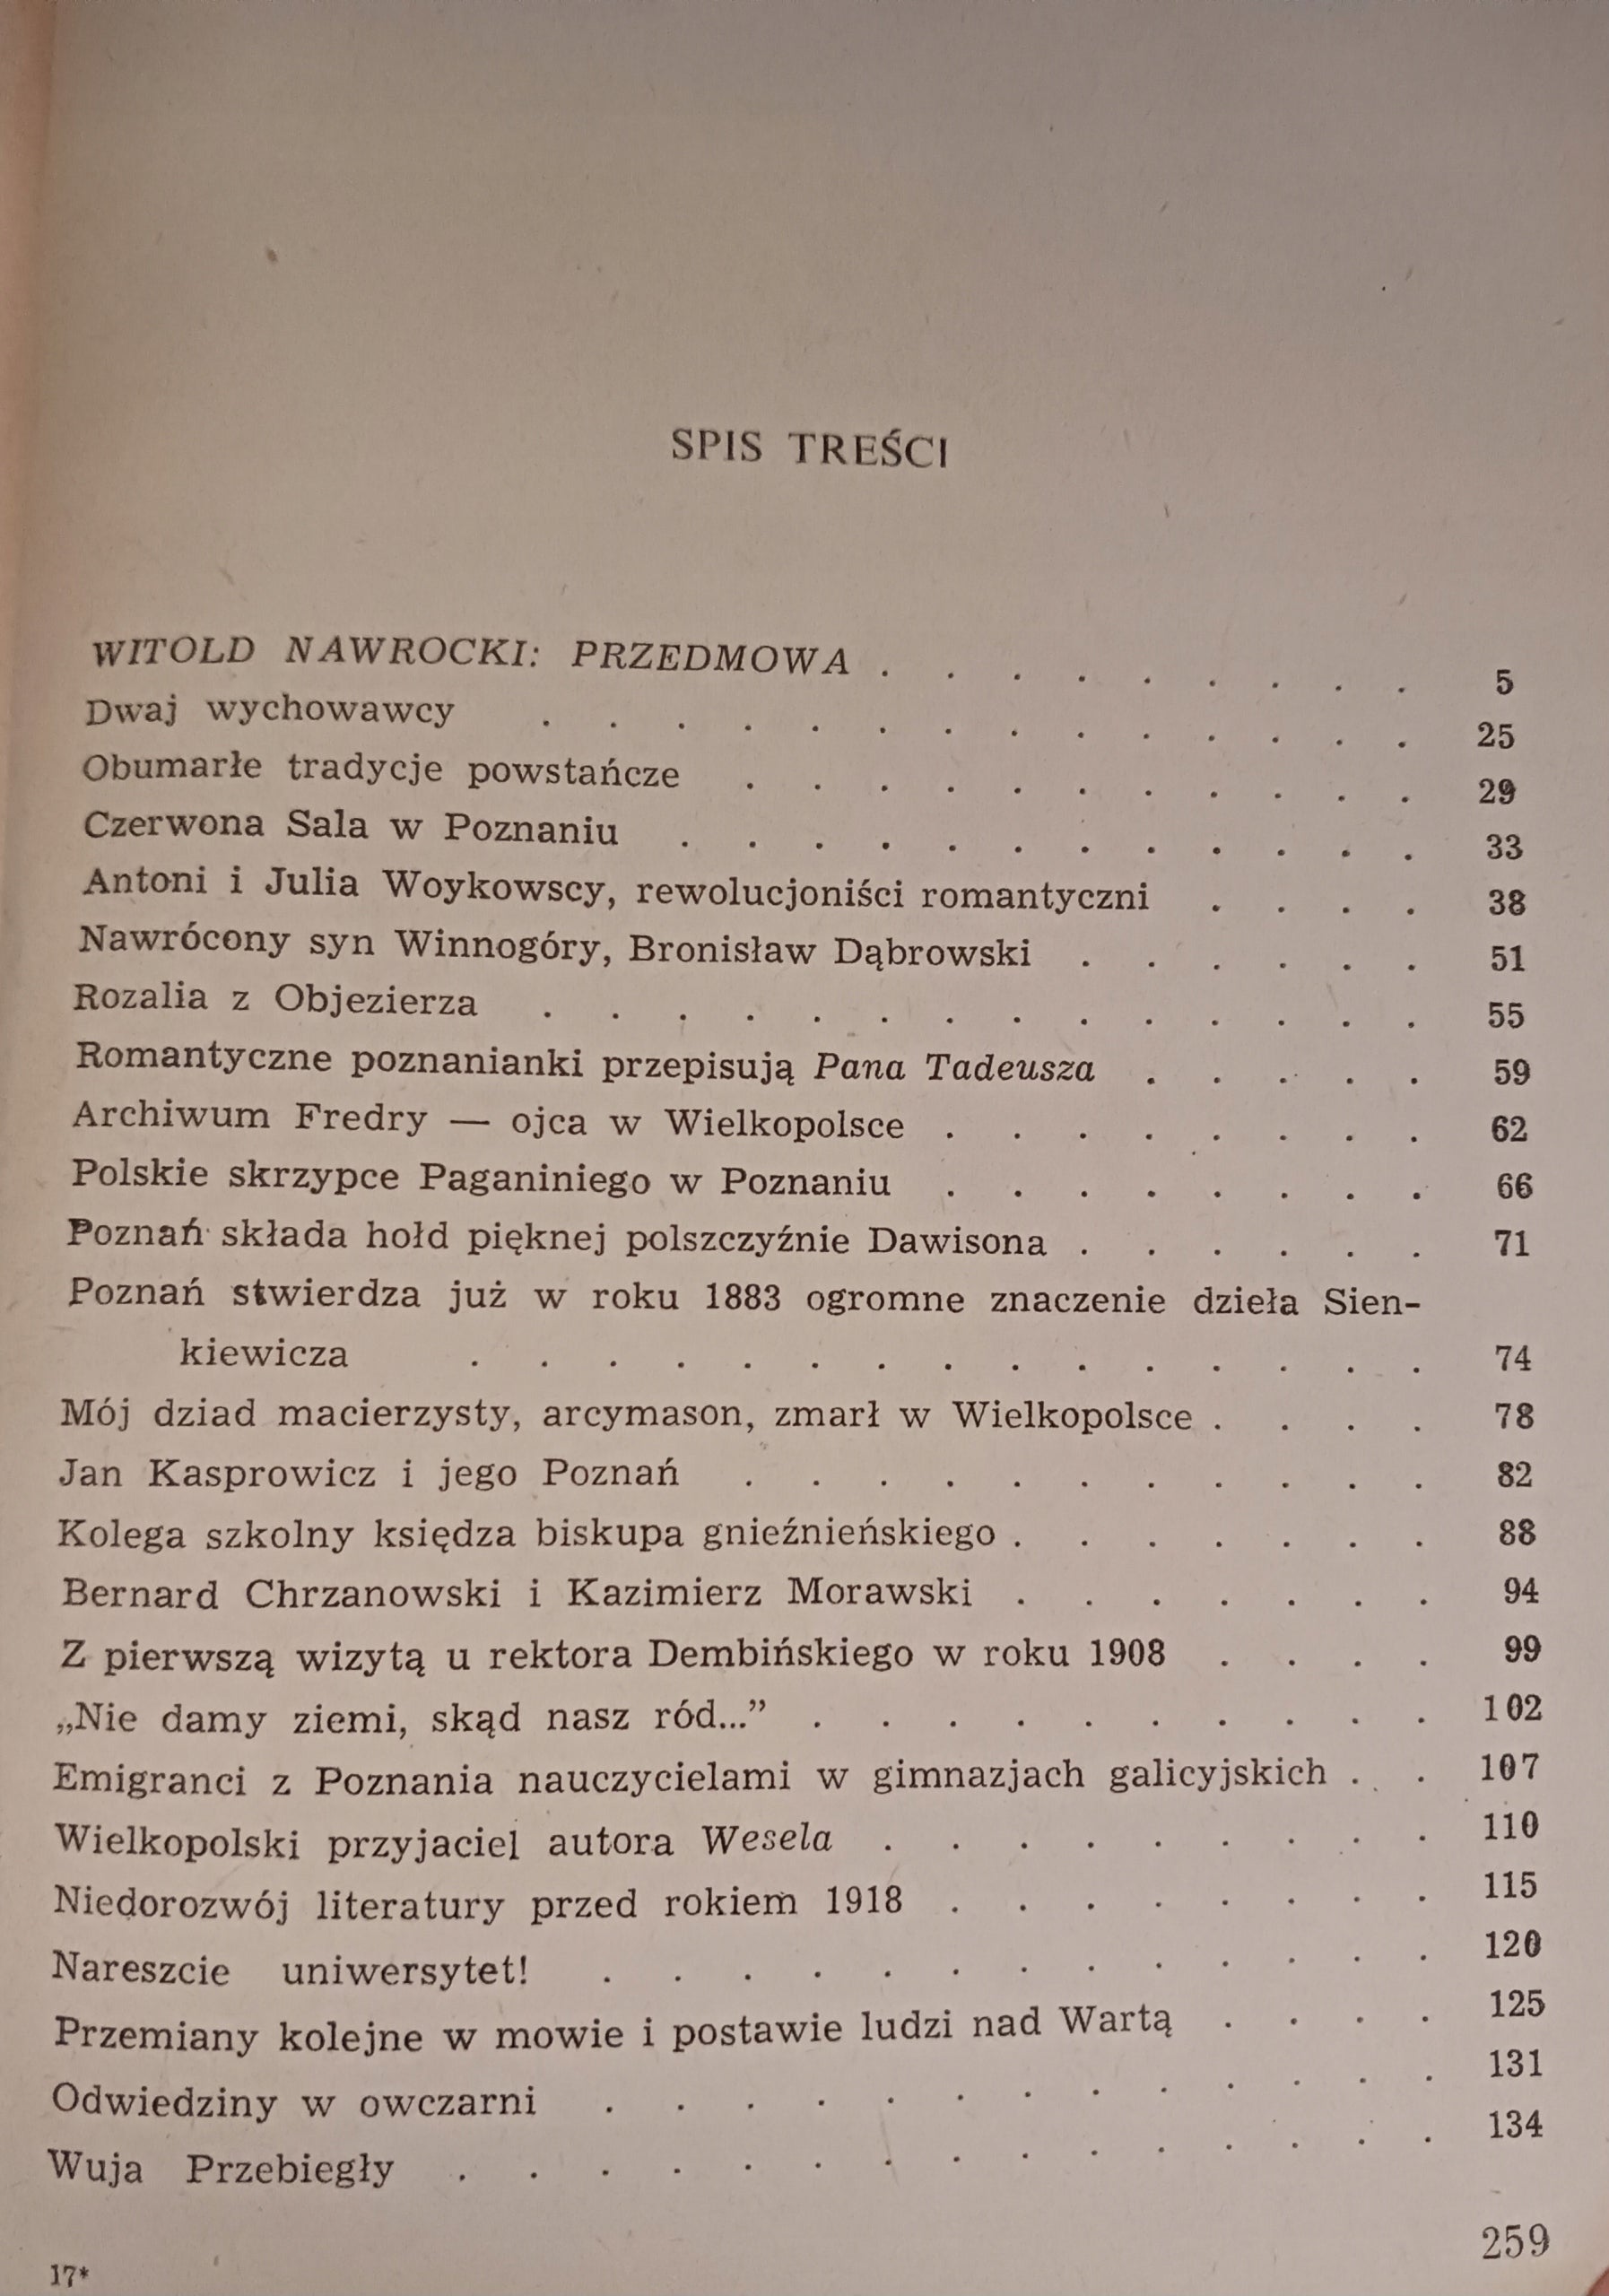 SPIS TREŚCI
WITOLD NAWROCKI: PRZEDMOWA . . . . . . . . . 5
Dwaj wychowawcy . . . . . . . . . . . . . . 25
Obumarłe tradycje powstańcze . . . . . . . . . . . 29
Czerwona Sala w Poznaniu . . . . . . . . . . . . 33
Antoni i Julia Woykowscy, rewolucjoniści romantyczni . . . . 38
Nawrócony syn Winnogóry, Bronisław Dąbrowski . . . . . . 51
Rozalia z Objezierza . . . . . . . . . . . . . . 55
Romantyczne poznanianki przepisują Pana Tadeusza . . . . . 59
Archiwum Fredry — ojca w Wielkopolsce . . . . . . . . 62
Polskie skrzypce Paganiniego w Poznaniu . . . . . . . . 66
Poznań składa hołd pięknej polszczyźnie Dawisona . . . . . . 71
Poznań stwierdza już w roku 1883 ogromne znaczenie dzieła Sien-
kiewicza . . . . . . . . . . . . . . . 74
Mój dziad macierzysty, arcymason, zmarł w Wielkopolsce . . . . 78
Jan Kasprowicz i jego Poznań . . . . . . . . . . . 82
Kolega szkolny księdza biskupa gnieźnieńskiego . . . . . . . 88
Bernard Chrzanowski i Kazimierz Morawski . . . . . . . 94
Z pierwszą wizytą u rektora Dembińskiego w roku 1908 . . . . 99
„Nie damy ziemi, skąd nasz ród...” . . . . . . . . . . 102
Emigranci z Poznania nauczycielami w gimnazjach galicyjskich . . 107
Wielkopolski przyjaciel autora Wesela . . . . . . . . . 110
Niedorozwój literatury przed rokiem 1918 . . . . . . . . 115
Nareszcie uniwersytet! . . . . . . . . . . . . . 120
Przemiany kolejne w mowie i postawie ludzi nad Wartą . . . . 125
Odwiedziny w owczarni . . . . . . . . . . . . . 131
Wuja Przebiegły . . . . . . . . . . . . . . . 134
259
17*